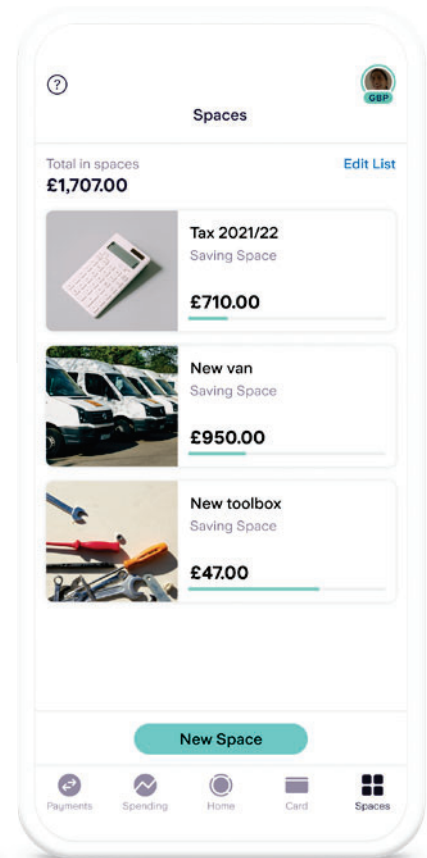 ?
GBP
Spaces
Total in spaces
Edit List
£1,707.00
Tax 2021/22
Saving Space
£710.00
New van
Saving Space
£950.00
New toolbox
Saving Space
£47.00
New Space
Payments
Spending
Home
Card
Spaces